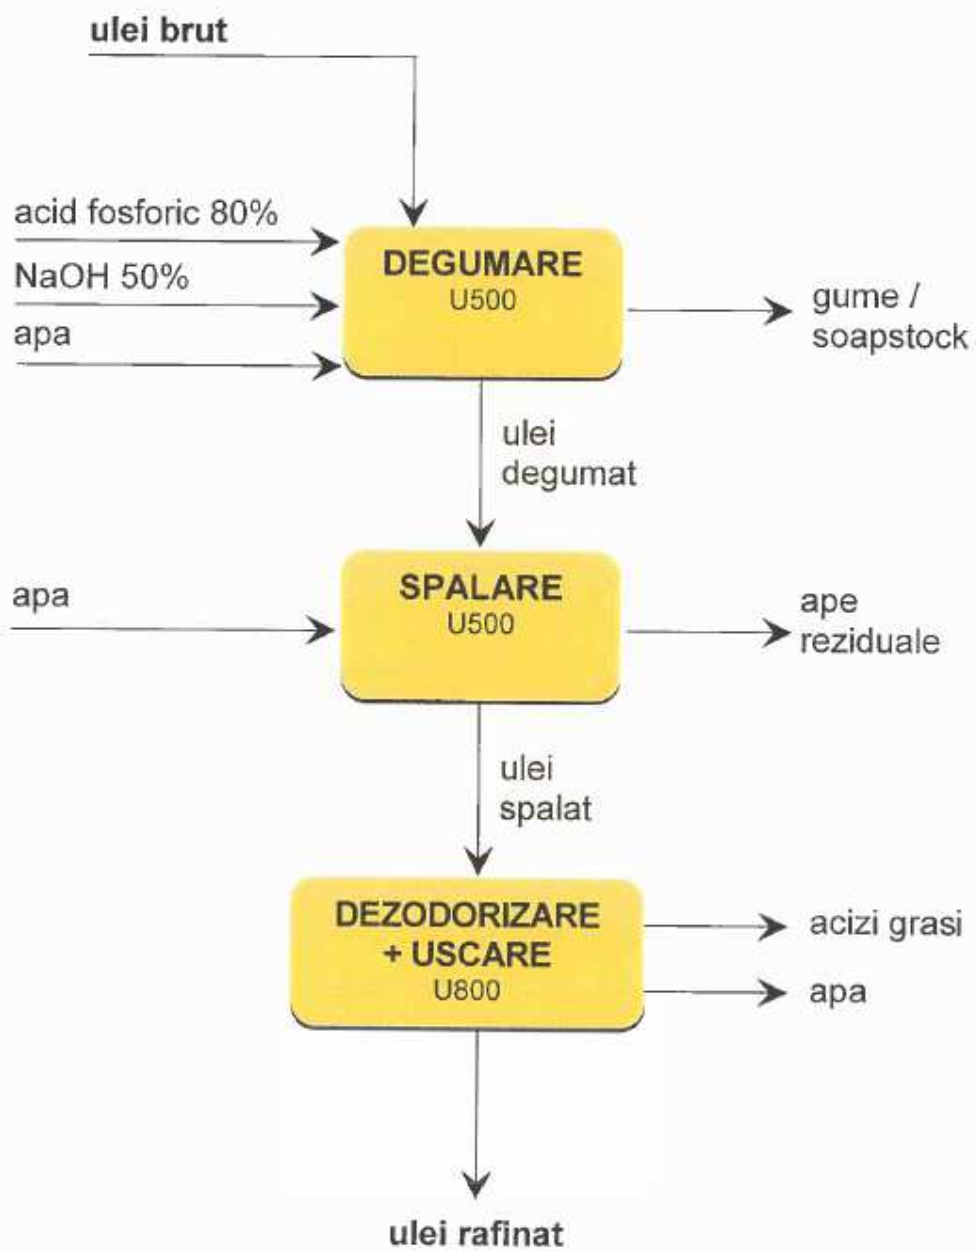 ulei brut
acid fosforic 80%
NaOH 50%
apa
DEGUMARE
U500
gume /
soapstock
ulei
degumat
apa
SPALARE
U500
ape
reziduale
ulei
spalat
DEZODORIZARE
+ USCARE
U800
acizi grasi
apa
ulei rafinat